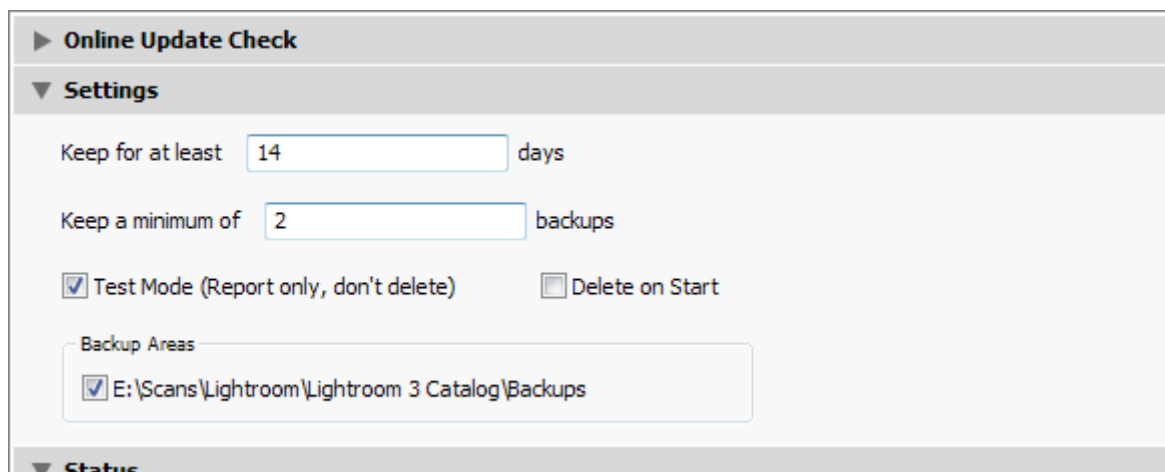 Online Update Check
Settings
Keep for at least 14 days
Keep a minimum of 2 backups
Test Mode (Report only, don't delete) Delete on Start
Backup Areas
E:\Scans\Lightroom\Lightroom 3 Catalog\Backups
Status